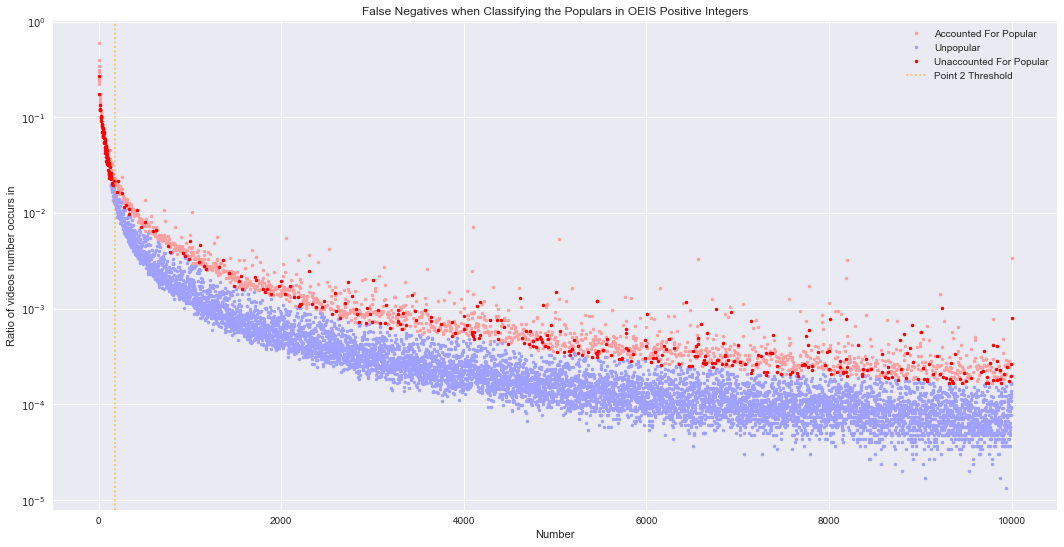 False Negatives when Classifying the Populars in OEIS Positive Integers
Accounted For Popular
Unpopular
Unaccounted For Popular
Point 2 Threshold
Ratio of videos number occurs in
10⁰
10⁻¹
10⁻²
10⁻³
10⁻⁴
10⁻⁵
0 2000 4000 6000 8000 10000
Number